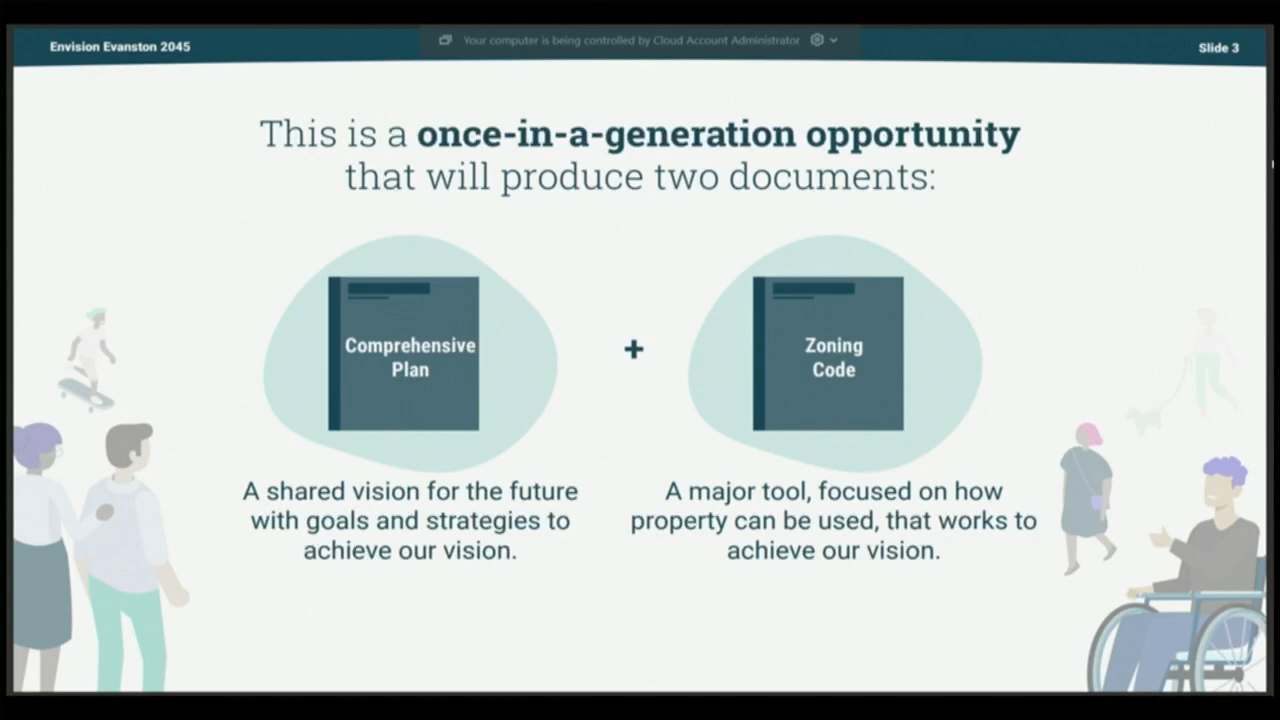 Envision Evanston 2045
Your computer is being controlled by Cloud Account Administrator
Slide 3
This is a once-in-a-generation opportunity
that will produce two documents:
Comprehensive
Plan
+
Zoning
Code
A shared vision for the future
with goals and strategies to
achieve our vision.
A major tool, focused on how
property can be used, that works to
achieve our vision.